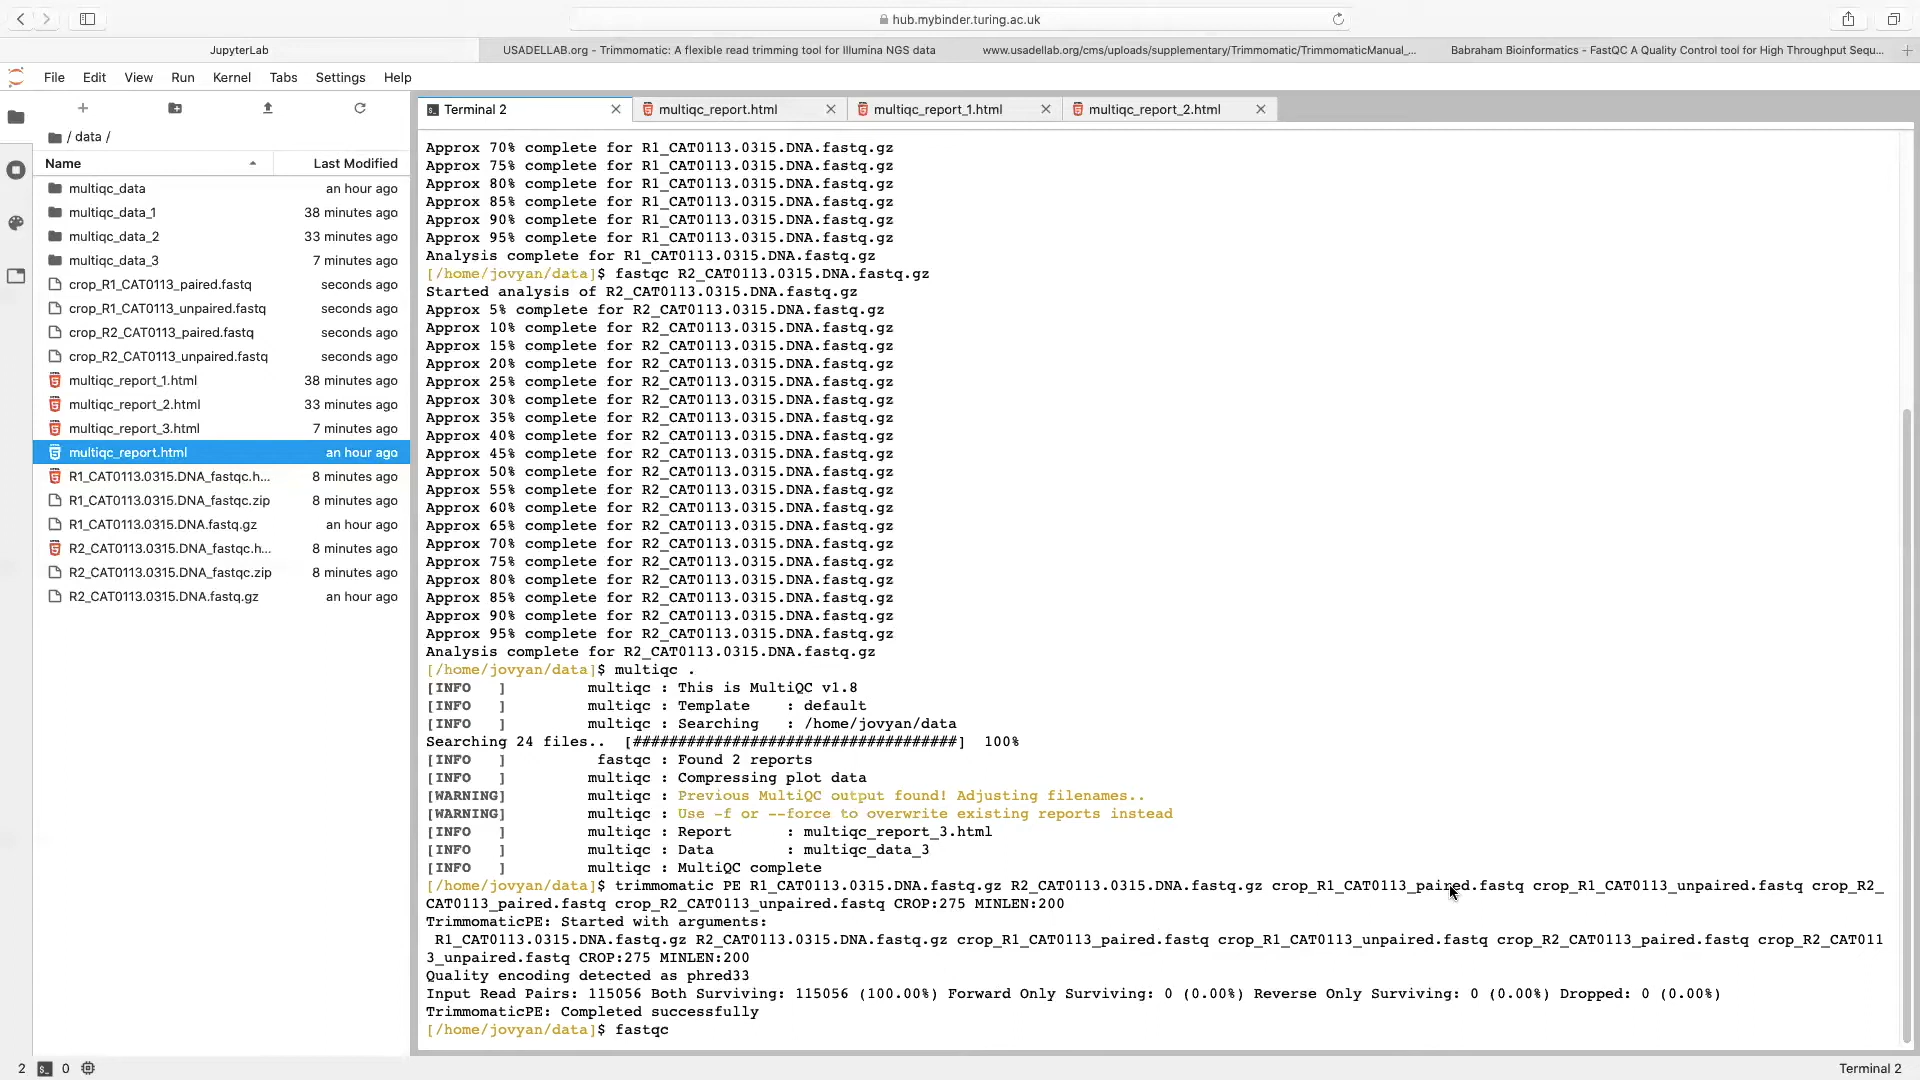 hub.mybinder.turing.ac.uk
JupyterLab
USADELLAB.org - Trimmomatic: A flexible read trimming tool for Illumina NGS data
www.usadellab.org/cms/uploads/supplementary/Trimmomatic/TrimmomaticManual_...
Babraham Bioinformatics - FastQC A Quality Control tool for High Throughput Sequ...
File Edit View Run Kernel Tabs Settings Help
Terminal 2
multiqc_report.html
multiqc_report_1.html
multiqc_report_2.html
/ data /
Name Last Modified
multiqc_data an hour ago
multiqc_data_1 38 minutes ago
multiqc_data_2 33 minutes ago
multiqc_data_3 7 minutes ago
crop_R1_CAT0113_paired.fastq seconds ago
crop_R1_CAT0113_unpaired.fastq seconds ago
crop_R2_CAT0113_paired.fastq seconds ago
crop_R2_CAT0113_unpaired.fastq seconds ago
multiqc_report_1.html 38 minutes ago
multiqc_report_2.html 33 minutes ago
multiqc_report_3.html 7 minutes ago
multiqc_report.html an hour ago
R1_CAT0113.0315.DNA_fastqc.h... 8 minutes ago
R1_CAT0113.0315.DNA_fastqc.zip 8 minutes ago
R1_CAT0113.0315.DNA.fastq.gz an hour ago
R2_CAT0113.0315.DNA_fastqc.h... 8 minutes ago
R2_CAT0113.0315.DNA_fastqc.zip 8 minutes ago
R2_CAT0113.0315.DNA.fastq.gz an hour ago
Approx 70% complete for R1_CAT0113.0315.DNA.fastq.gz
Approx 75% complete for R1_CAT0113.0315.DNA.fastq.gz
Approx 80% complete for R1_CAT0113.0315.DNA.fastq.gz
Approx 85% complete for R1_CAT0113.0315.DNA.fastq.gz
Approx 90% complete for R1_CAT0113.0315.DNA.fastq.gz
Approx 95% complete for R1_CAT0113.0315.DNA.fastq.gz
Analysis complete for R1_CAT0113.0315.DNA.fastq.gz
[/home/jovyan/data]$ fastqc R2_CAT0113.0315.DNA.fastq.gz
Started analysis of R2_CAT0113.0315.DNA.fastq.gz
Approx 5% complete for R2_CAT0113.0315.DNA.fastq.gz
Approx 10% complete for R2_CAT0113.0315.DNA.fastq.gz
Approx 15% complete for R2_CAT0113.0315.DNA.fastq.gz
Approx 20% complete for R2_CAT0113.0315.DNA.fastq.gz
Approx 25% complete for R2_CAT0113.0315.DNA.fastq.gz
Approx 30% complete for R2_CAT0113.0315.DNA.fastq.gz
Approx 35% complete for R2_CAT0113.0315.DNA.fastq.gz
Approx 40% complete for R2_CAT0113.0315.DNA.fastq.gz
Approx 45% complete for R2_CAT0113.0315.DNA.fastq.gz
Approx 50% complete for R2_CAT0113.0315.DNA.fastq.gz
Approx 55% complete for R2_CAT0113.0315.DNA.fastq.gz
Approx 60% complete for R2_CAT0113.0315.DNA.fastq.gz
Approx 65% complete for R2_CAT0113.0315.DNA.fastq.gz
Approx 70% complete for R2_CAT0113.0315.DNA.fastq.gz
Approx 75% complete for R2_CAT0113.0315.DNA.fastq.gz
Approx 80% complete for R2_CAT0113.0315.DNA.fastq.gz
Approx 85% complete for R2_CAT0113.0315.DNA.fastq.gz
Approx 90% complete for R2_CAT0113.0315.DNA.fastq.gz
Approx 95% complete for R2_CAT0113.0315.DNA.fastq.gz
Analysis complete for R2_CAT0113.0315.DNA.fastq.gz
[/home/jovyan/data]$ multiqc .
[INFO   ]         multiqc : This is MultiQC v1.8
[INFO   ]         multiqc : Template    : default
[INFO   ]         multiqc : Searching   : /home/jovyan/data
Searching 24 files..  [####################################]  100%
[INFO   ]          fastqc : Found 2 reports
[INFO   ]         multiqc : Compressing plot data
[WARNING]         multiqc : Previous MultiQC output found! Adjusting filenames..
[WARNING]         multiqc : Use -f or --force to overwrite existing reports instead
[INFO   ]         multiqc : Report      : multiqc_report_3.html
[INFO   ]         multiqc : Data        : multiqc_data_3
[INFO   ]         multiqc : MultiQC complete
[/home/jovyan/data]$ trimmomatic PE R1_CAT0113.0315.DNA.fastq.gz R2_CAT0113.0315.DNA.fastq.gz crop_R1_CAT0113_paired.fastq crop_R1_CAT0113_unpaired.fastq crop_R2_
CAT0113_paired.fastq crop_R2_CAT0113_unpaired.fastq CROP:275 MINLEN:200
TrimmomaticPE: Started with arguments:
R1_CAT0113.0315.DNA.fastq.gz R2_CAT0113.0315.DNA.fastq.gz crop_R1_CAT0113_paired.fastq crop_R1_CAT0113_unpaired.fastq crop_R2_CAT0113_paired.fastq crop_R2_CAT011
3_unpaired.fastq CROP:275 MINLEN:200
Quality encoding detected as phred33
Input Read Pairs: 115056 Both Surviving: 115056 (100.00%) Forward Only Surviving: 0 (0.00%) Reverse Only Surviving: 0 (0.00%) Dropped: 0 (0.00%)
TrimmomaticPE: Completed successfully
[/home/jovyan/data]$ fastqc
2 0 Terminal 2